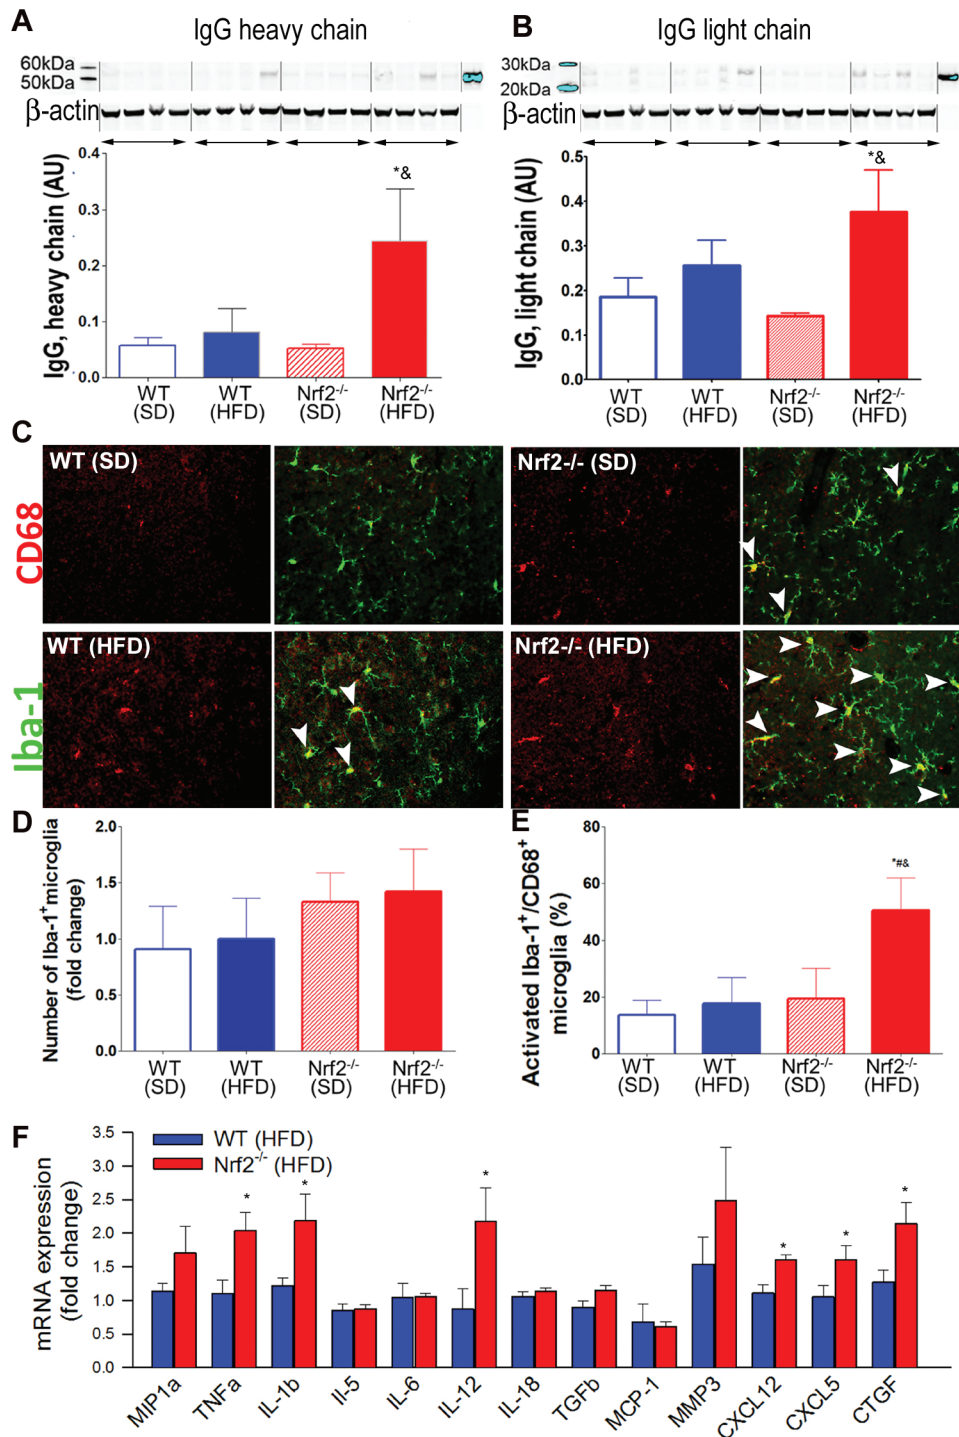 A
IgG heavy chain
60kDa
50kDa
β-actin
IgG, heavy chain (AU)
0.4
0.3
0.2
0.1
0.0
*&
WT (SD)
WT (HFD)
Nrf2-/- (SD)
Nrf2-/- (HFD)
B
IgG light chain
30kDa
20kDa
β-actin
IgG, light chain (AU)
0.5
0.4
0.3
0.2
0.1
0.0
*&
WT (SD)
WT (HFD)
Nrf2-/- (SD)
Nrf2-/- (HFD)
C
CD68
Iba-1
WT (SD)
Nrf2-/- (SD)
WT (HFD)
Nrf2-/- (HFD)
D
Number of Iba-1+microglia
(fold change)
2.0
1.5
1.0
0.5
0.0
WT (SD)
WT (HFD)
Nrf2-/- (SD)
Nrf2-/- (HFD)
E
Activated Iba-1+/CD68+
microglia (%)
80
60
40
20
0
*#&
WT (SD)
WT (HFD)
Nrf2-/- (SD)
Nrf2-/- (HFD)
F
mRNA expression
(fold change)
3.5
3.0
2.5
2.0
1.5
1.0
0.5
0.0
WT (HFD)
Nrf2-/- (HFD)
*
*
*
*
*
*
MIP1a
TNFa
IL-1b
Il-5
IL-6
IL-12
IL-18
TGFb
MCP-1
MMP3
CXCL12
CXCL5
CTGF